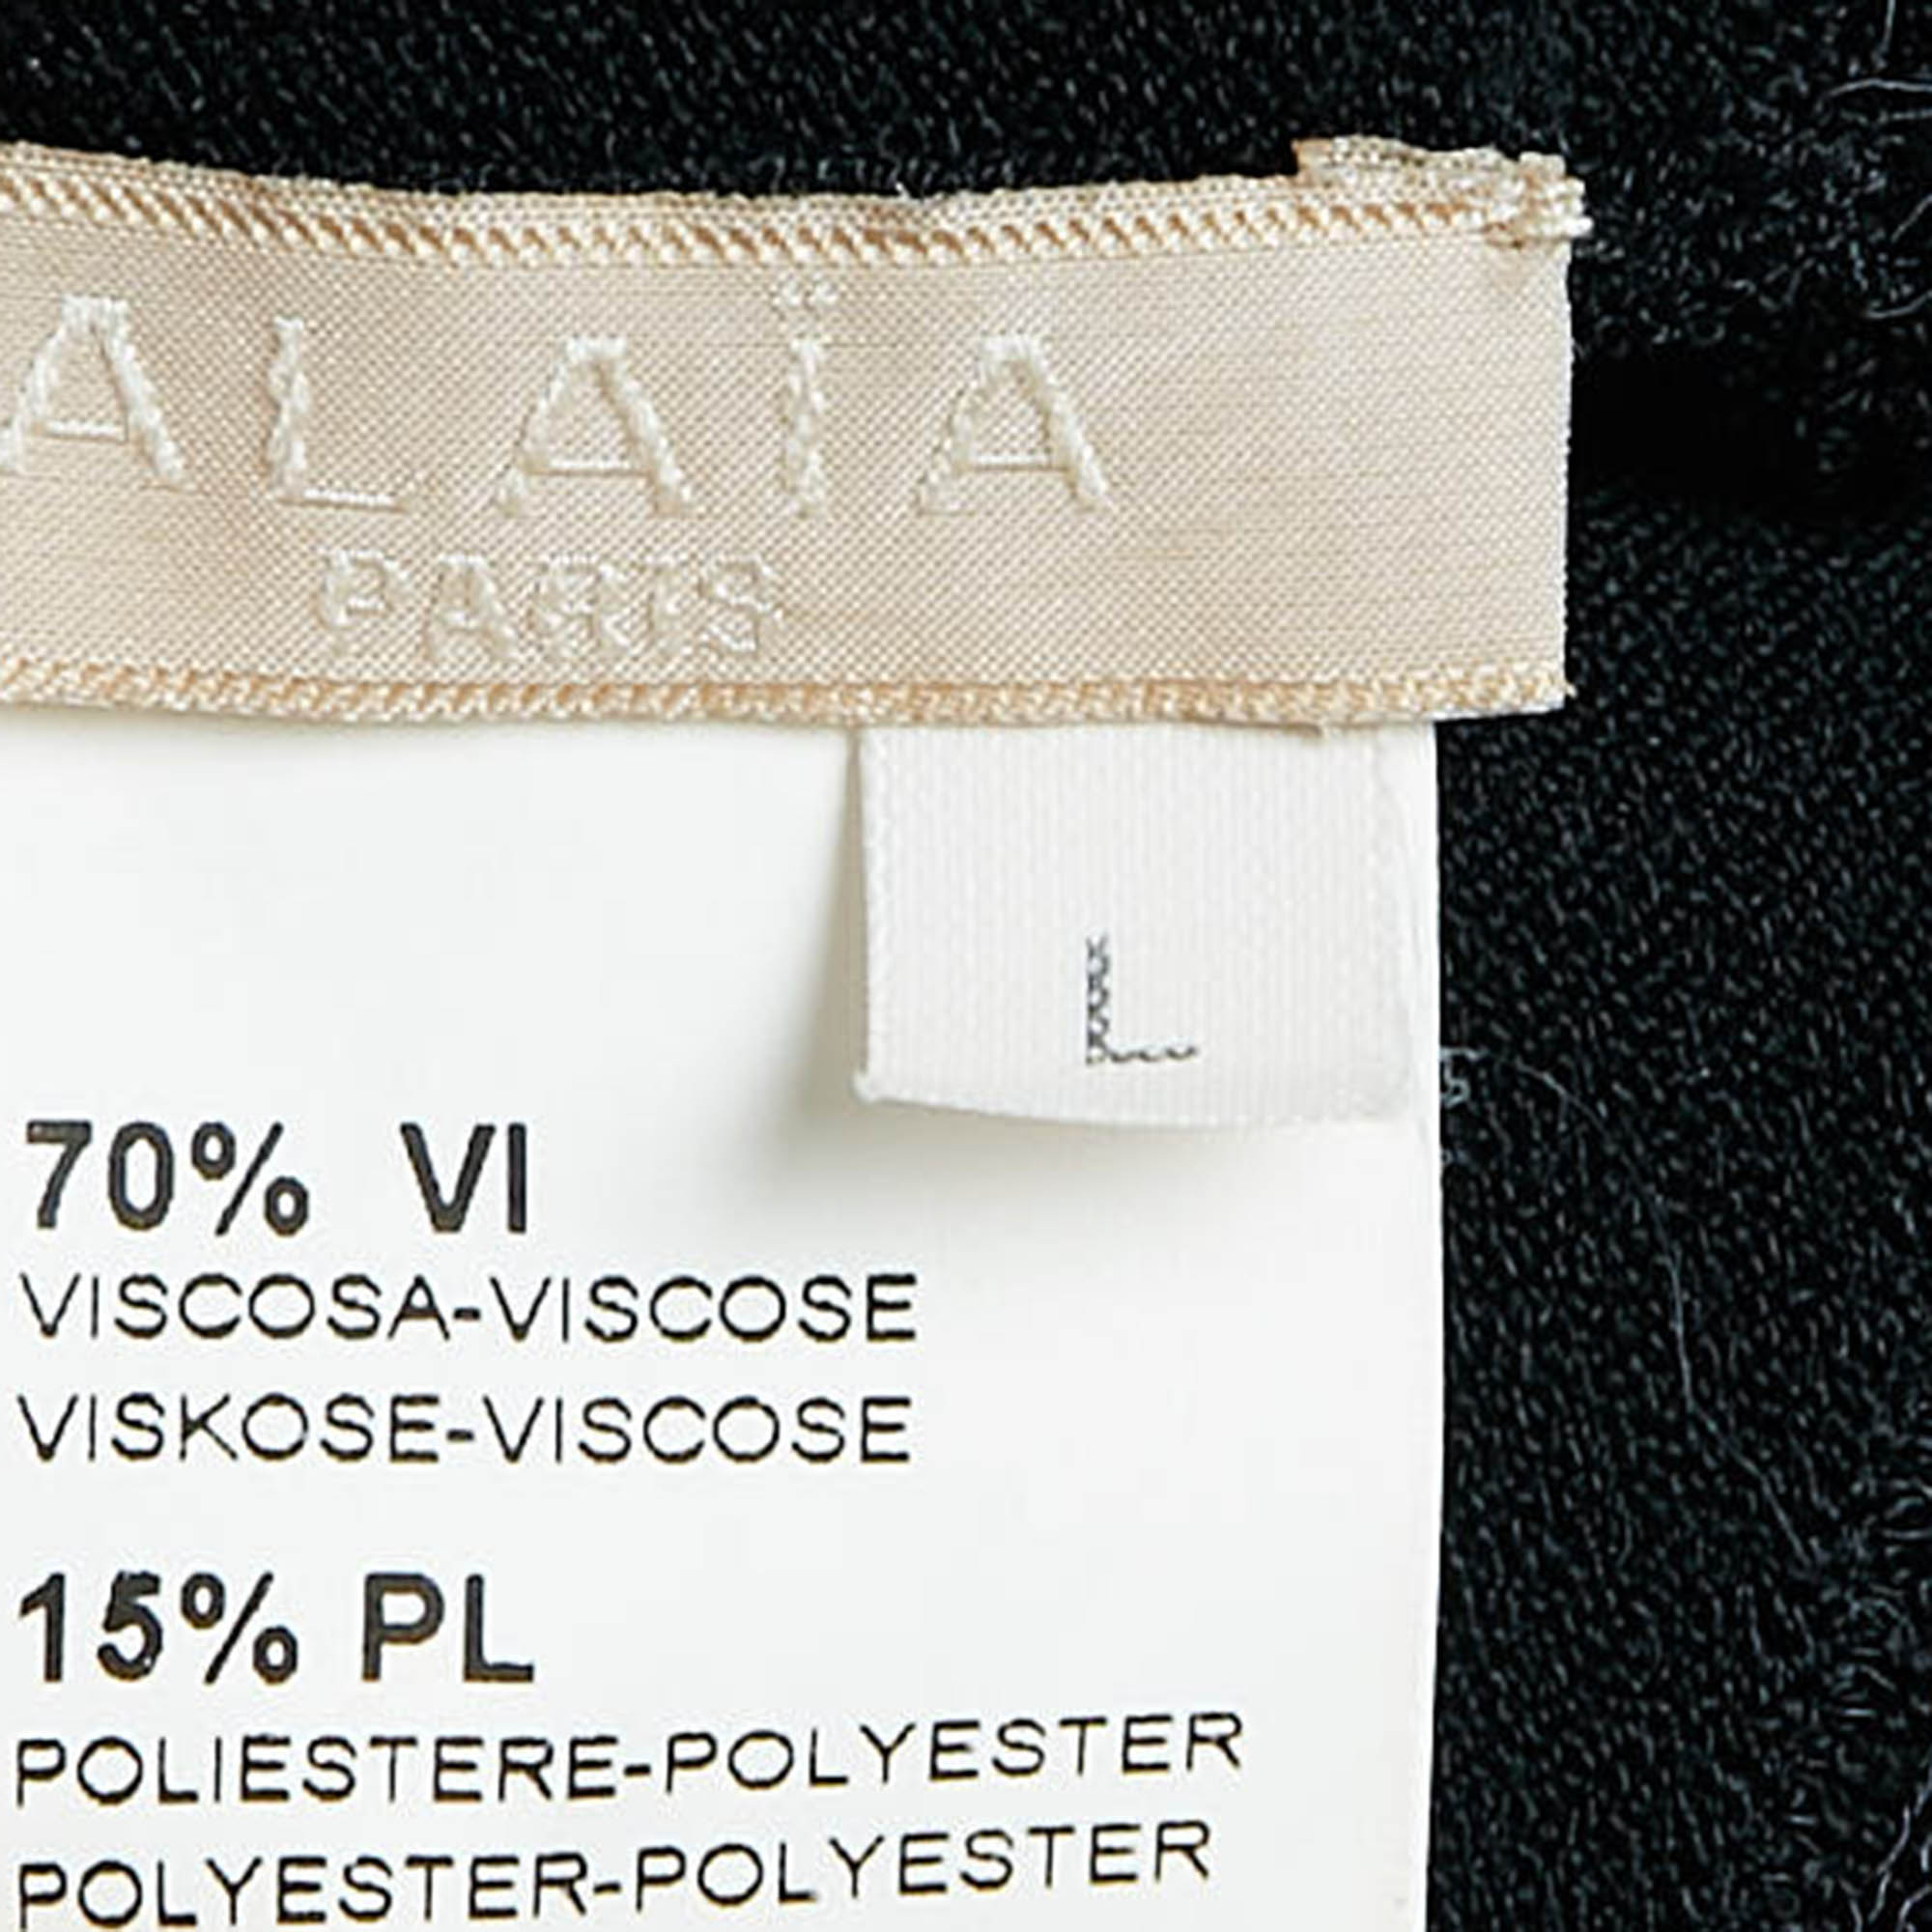 ALAÏA
PARIS
L
70% VI
VISCOSA-VISCOSE
VISKOSE-VISCOSE
15% PL
POLIESTERE-POLYESTER
POLYESTER-POLYESTER